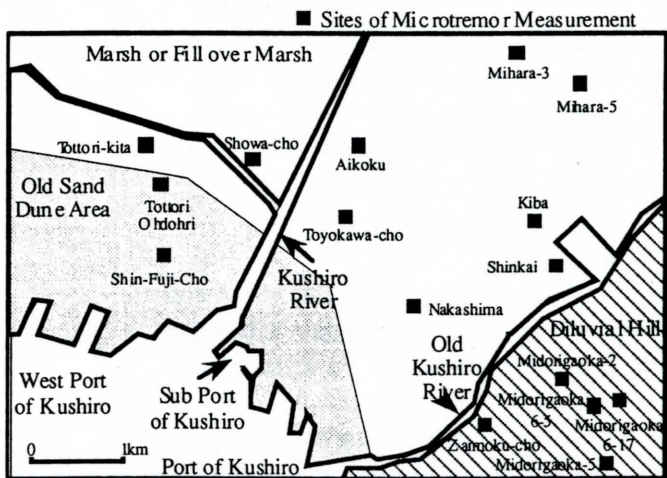 Sites of Microtremor Measurement
Marsh or Fill over Marsh
Mihara-3
Mihara-5
Tottori-kita
Showa-cho
Aikoku
Old Sand
Dune Area
Tottori
Ohdohri
Toyokawa-cho
Kiba
Shin-Fuji-Cho
Kushiro
River
Shinkai
Nakashima
Diluvial Hill
Old
Kushiro
River
Midorigaoka-2
West Port
of Kushiro
Sub Port
of Kushiro
Midorigaoka
6-3
Midorigaoka
6-17
Zaimoku-cho
Midorigaoka-5
0 1km
Port of Kushiro